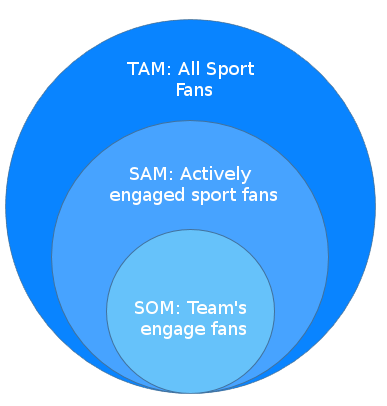 TAM: All Sport
Fans
SAM: Actively
engaged sport fans
SOM: Team's
engage fans